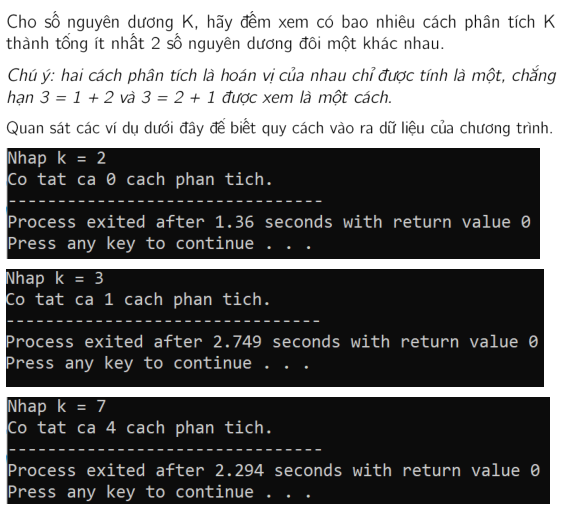 Cho số nguyên dương K, hãy đếm xem có bao nhiêu cách phân tích K
thành tổng ít nhất 2 số nguyên dương đôi một khác nhau.
Chú ý: hai cách phân tích là hoán vị của nhau chỉ được tính là một, chẳng
hạn 3 = 1 + 2 và 3 = 2 + 1 được xem là một cách.
Quan sát các ví dụ dưới đây để biết quy cách vào ra dữ liệu của chương trình.
Nhap k = 2
Co tat ca 0 cach phan tich.
--------------------------------
Process exited after 1.36 seconds with return value 0
Press any key to continue . . .
Nhap k = 3
Co tat ca 1 cach phan tich.
--------------------------------
Process exited after 2.749 seconds with return value 0
Press any key to continue . . .
Nhap k = 7
Co tat ca 4 cach phan tich.
--------------------------------
Process exited after 2.294 seconds with return value 0
Press any key to continue . . .